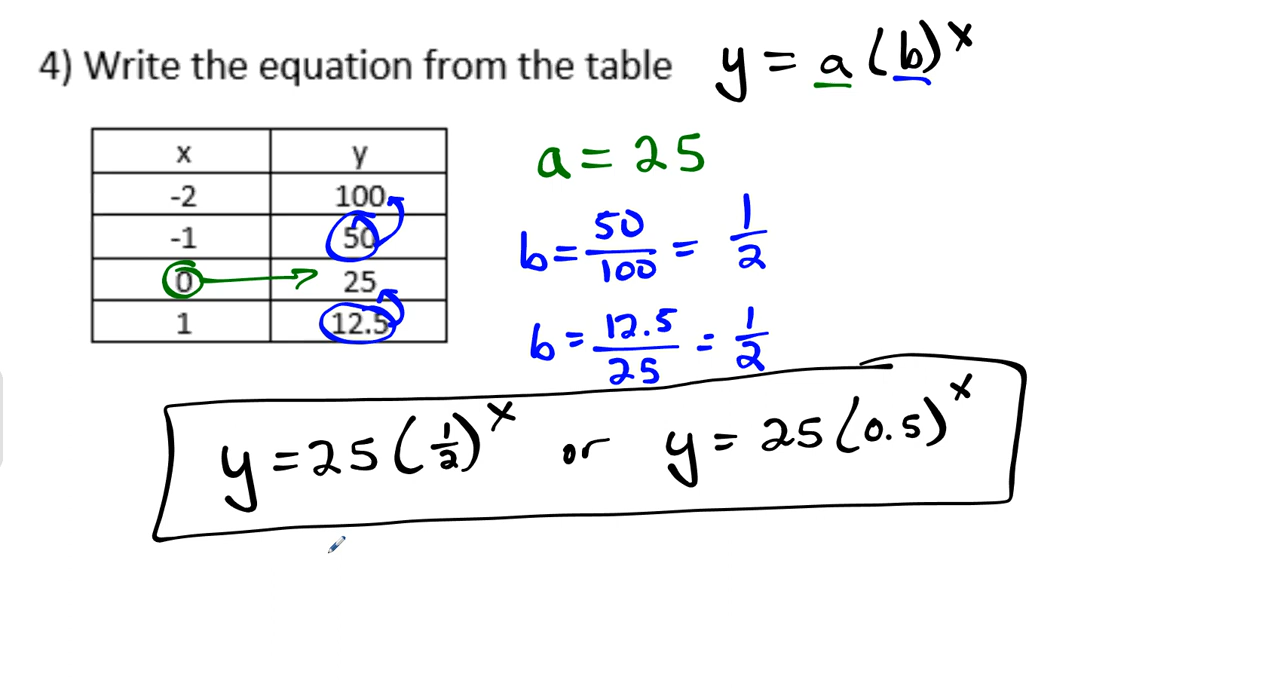 4) Write the equation from the table y = a (b)^x
x y
-2 100
-1 50
0 25
1 12.5
a = 25
b = 50/100 = 1/2
b = 12.5/25 = 1/2
y = 25 (1/2)^x or y = 25 (0.5)^x